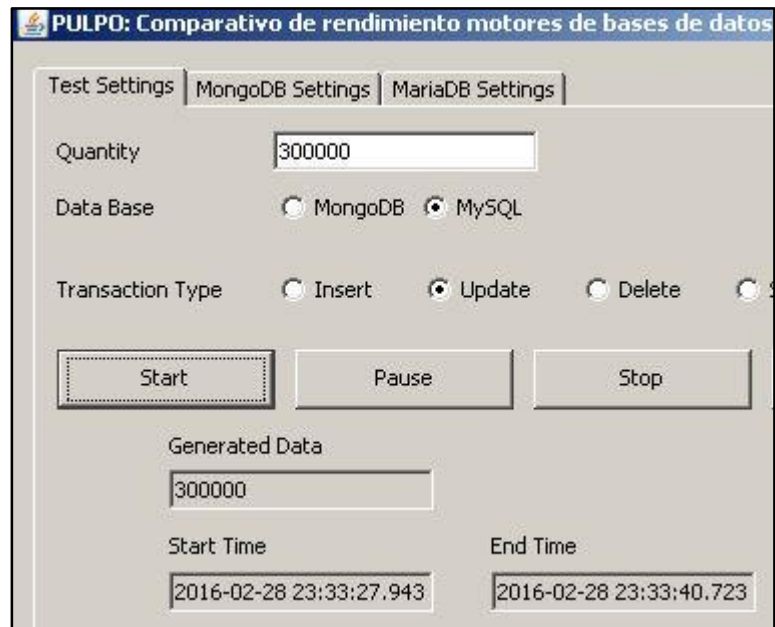 PULPO: Comparativo de rendimiento motores de bases de datos
Test Settings MongoDB Settings MariaDB Settings
Quantity 300000
Data Base MongoDB MySQL
Transaction Type Insert Update Delete
Start Pause Stop
Generated Data
300000
Start Time End Time
2016-02-28 23:33:27.943 2016-02-28 23:33:40.723